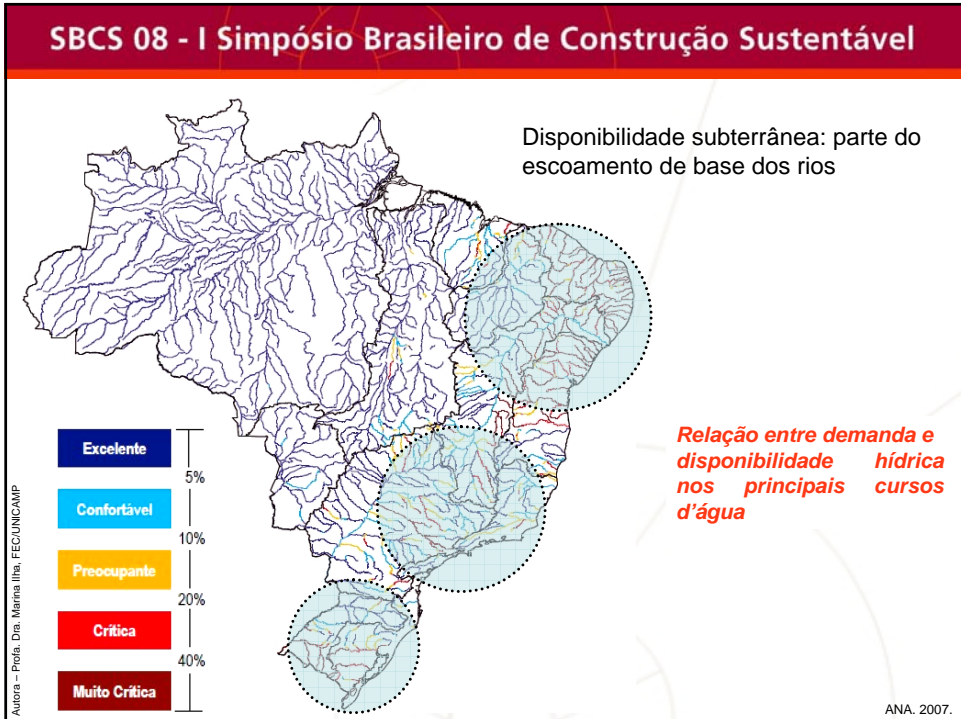 SBCS 08 - I Simpósio Brasileiro de Construção Sustentável
Disponibilidade subterrânea: parte do
escoamento de base dos rios
Relação entre demanda e
disponibilidade hídrica
nos principais cursos
d'água
Excelente
5%
Confortável
10%
Preocupante
20%
Crítica
40%
Muito Crítica
Autora – Profa. Dra. Marina Ilha, FEC/UNICAMP
ANA. 2007.